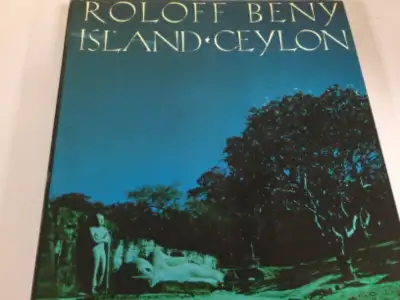 ROLOFF BENY
ISLAND · CEYLON